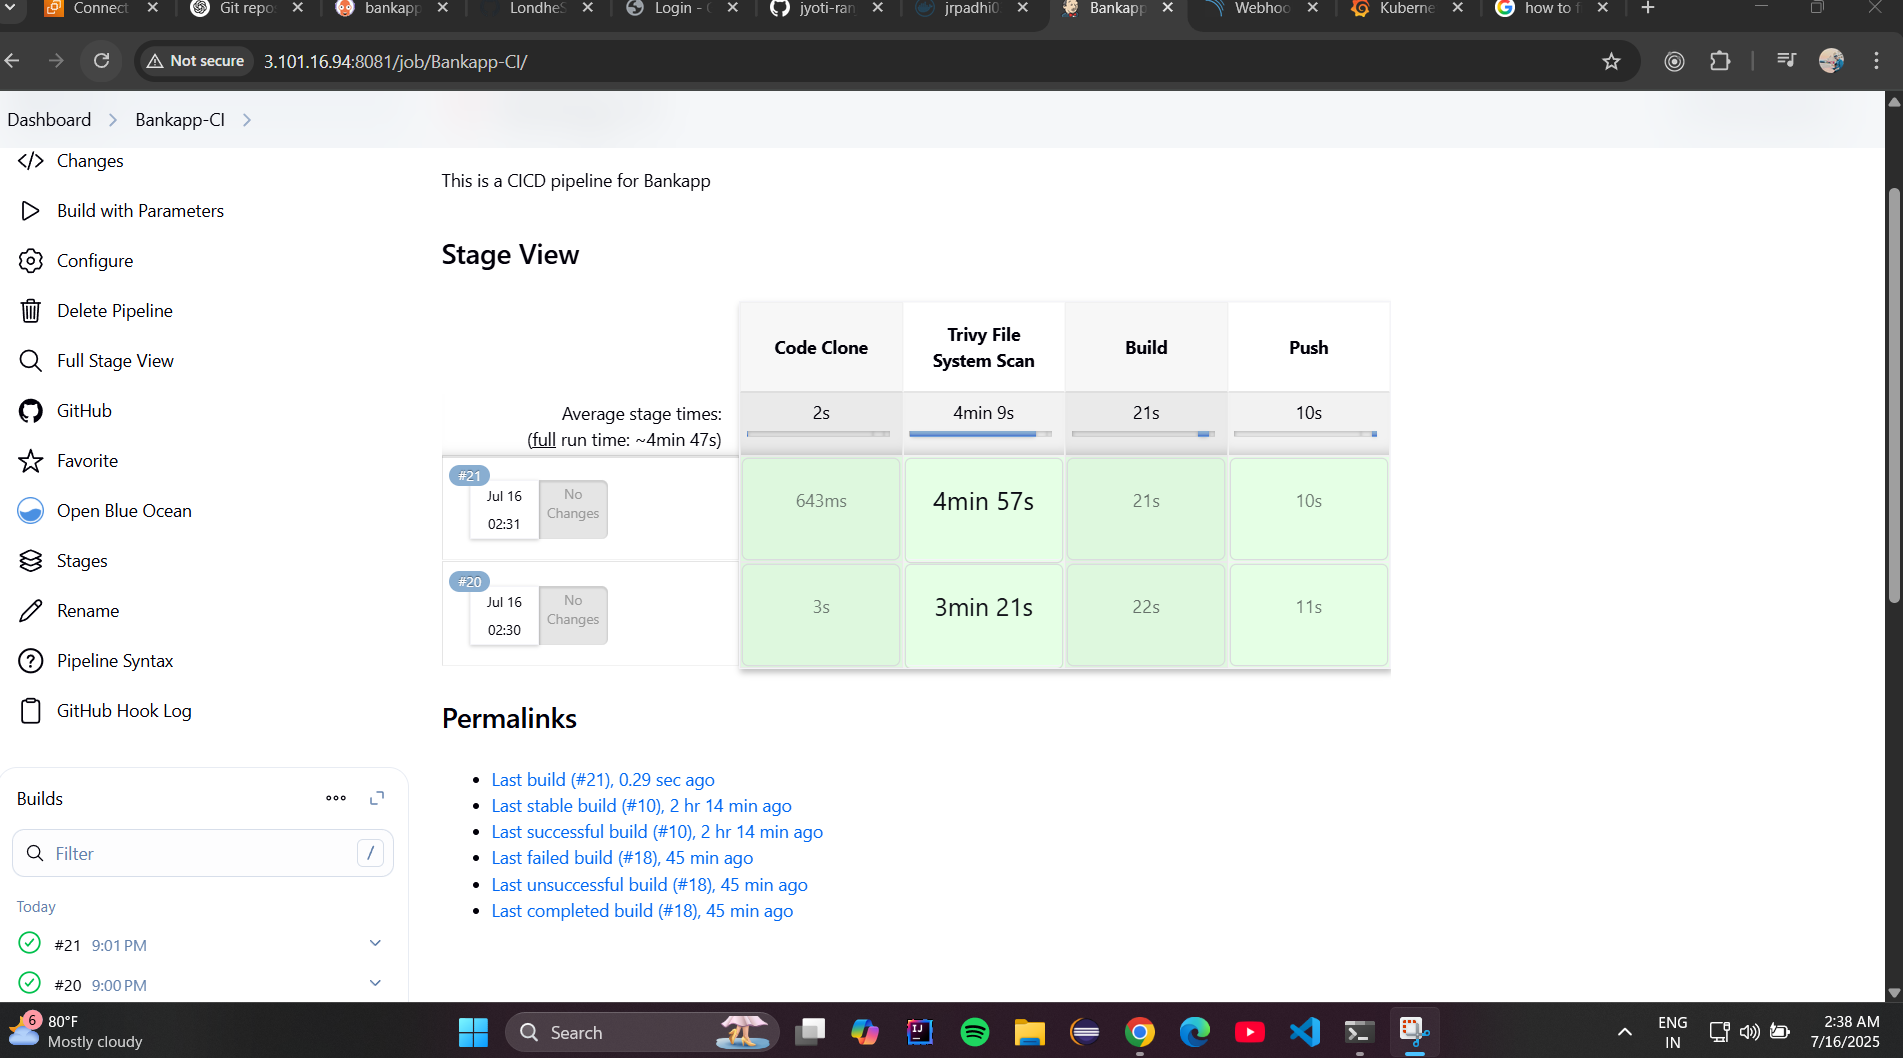 Connect
Git repo
bankapp
LondheS
Login -
jyoti-ran
jrpadhi0
Bankapp
Webhoo
Kuberne
how to f
Not secure
3.101.16.94:8081/job/Bankapp-CI/
Dashboard
Bankapp-CI
Changes
Build with Parameters
Configure
Delete Pipeline
Full Stage View
GitHub
Favorite
Open Blue Ocean
Stages
Rename
Pipeline Syntax
GitHub Hook Log
Builds
Filter
/
Today
#21 9:01 PM
#20 9:00 PM
This is a CICD pipeline for Bankapp
Stage View
Code Clone
Trivy File
System Scan
Build
Push
Average stage times:
(full run time: ~4min 47s)
2s
4min 9s
21s
10s
#21
Jul 16
02:31
No
Changes
643ms
4min 57s
21s
10s
#20
Jul 16
02:30
No
Changes
3s
3min 21s
22s
11s
Permalinks
Last build (#21), 0.29 sec ago
Last stable build (#10), 2 hr 14 min ago
Last successful build (#10), 2 hr 14 min ago
Last failed build (#18), 45 min ago
Last unsuccessful build (#18), 45 min ago
Last completed build (#18), 45 min ago
6
80°F
Mostly cloudy
Search
IJ
ENG
IN
2:38 AM
7/16/2025